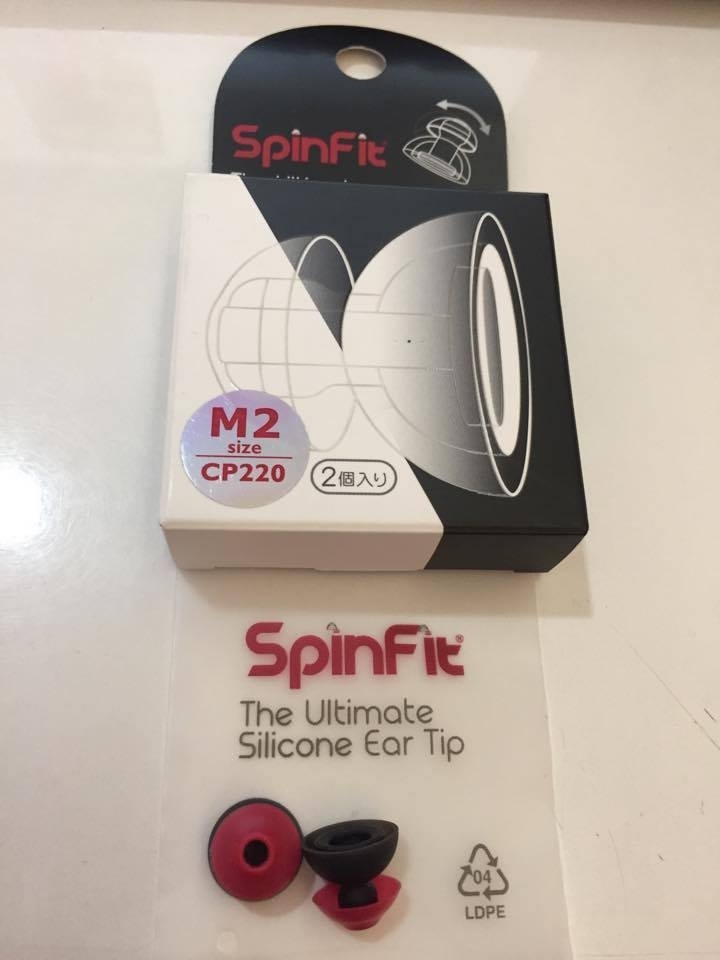 SpinFit
M2
size
CP220
2個入り
SpinFit®
The Ultimate
Silicone Ear Tip
04
LDPE